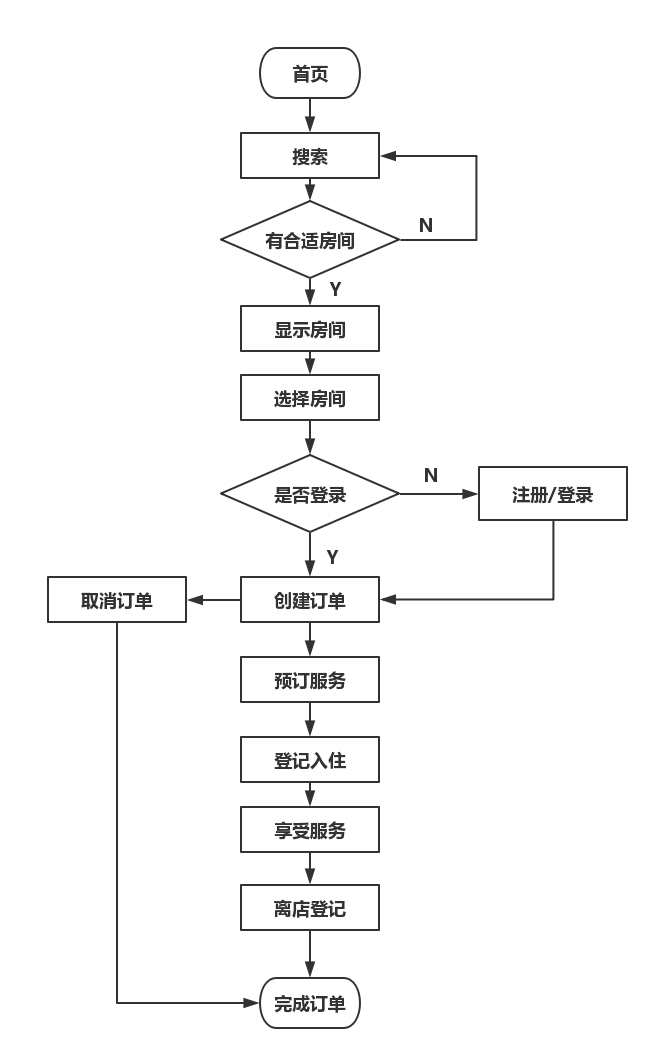 首页
搜索
有合适房间
N
Y
显示房间
选择房间
是否登录
N
注册/登录
Y
取消订单
创建订单
预订服务
登记入住
享受服务
离店登记
完成订单